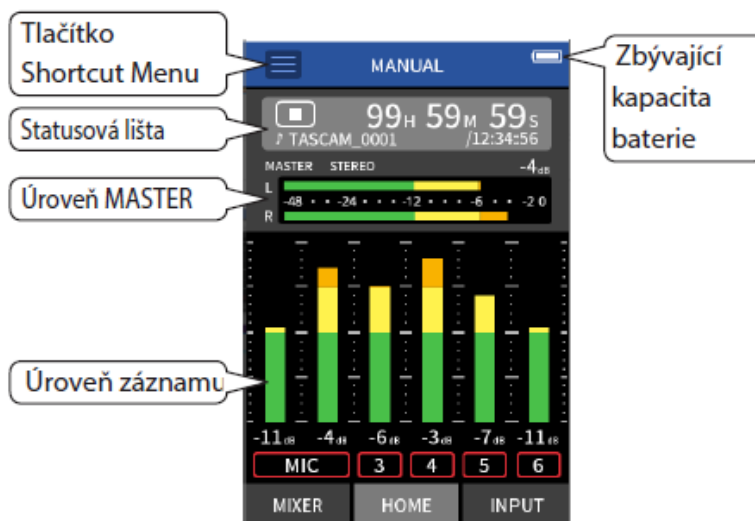 Tlačítko
Shortcut Menu
Statusová lišta
Úroveň MASTER
Úroveň záznamu
Zbývající
kapacita
baterie
MANUAL
99H 59M 59S
♪ TASCAM_0001 /12:34:56
MASTER STEREO -4dB
L
-48 • • -24 • • • • -12 • • • -6 • • -2 0
R
-11dB -4dB -6dB -3dB -7dB -11dB
MIC 3 4 5 6
MIXER HOME INPUT